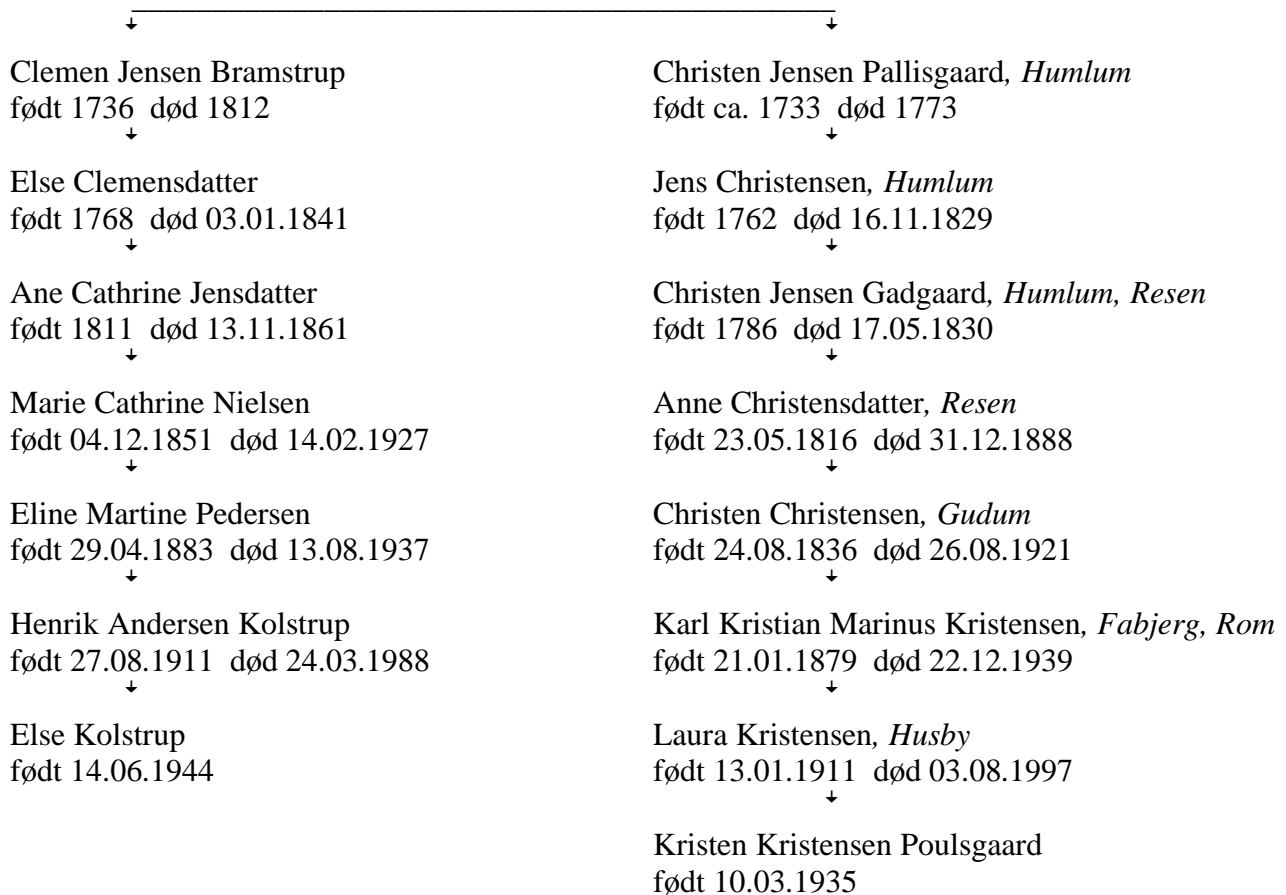 Clemen Jensen Bramstrup
født 1736 død 1812
Else Clemensdatter
født 1768 død 03.01.1841
Ane Cathrine Jensdatter
født 1811 død 13.11.1861
Marie Cathrine Nielsen
født 04.12.1851 død 14.02.1927
Eline Martine Pedersen
født 29.04.1883 død 13.08.1937
Henrik Andersen Kolstrup
født 27.08.1911 død 24.03.1988
Else Kolstrup
født 14.06.1944
Christen Jensen Pallisgaard, Humlum
født ca. 1733 død 1773
Jens Christensen, Humlum
født 1762 død 16.11.1829
Christen Jensen Gadgaard, Humlum, Resen
født 1786 død 17.05.1830
Anne Christensdatter, Resen
født 23.05.1816 død 31.12.1888
Christen Christensen, Gudum
født 24.08.1836 død 26.08.1921
Karl Kristian Marinus Kristensen, Fabjerg, Rom
født 21.01.1879 død 22.12.1939
Laura Kristensen, Husby
født 13.01.1911 død 03.08.1997
Kristen Kristensen Poulsgaard
født 10.03.1935